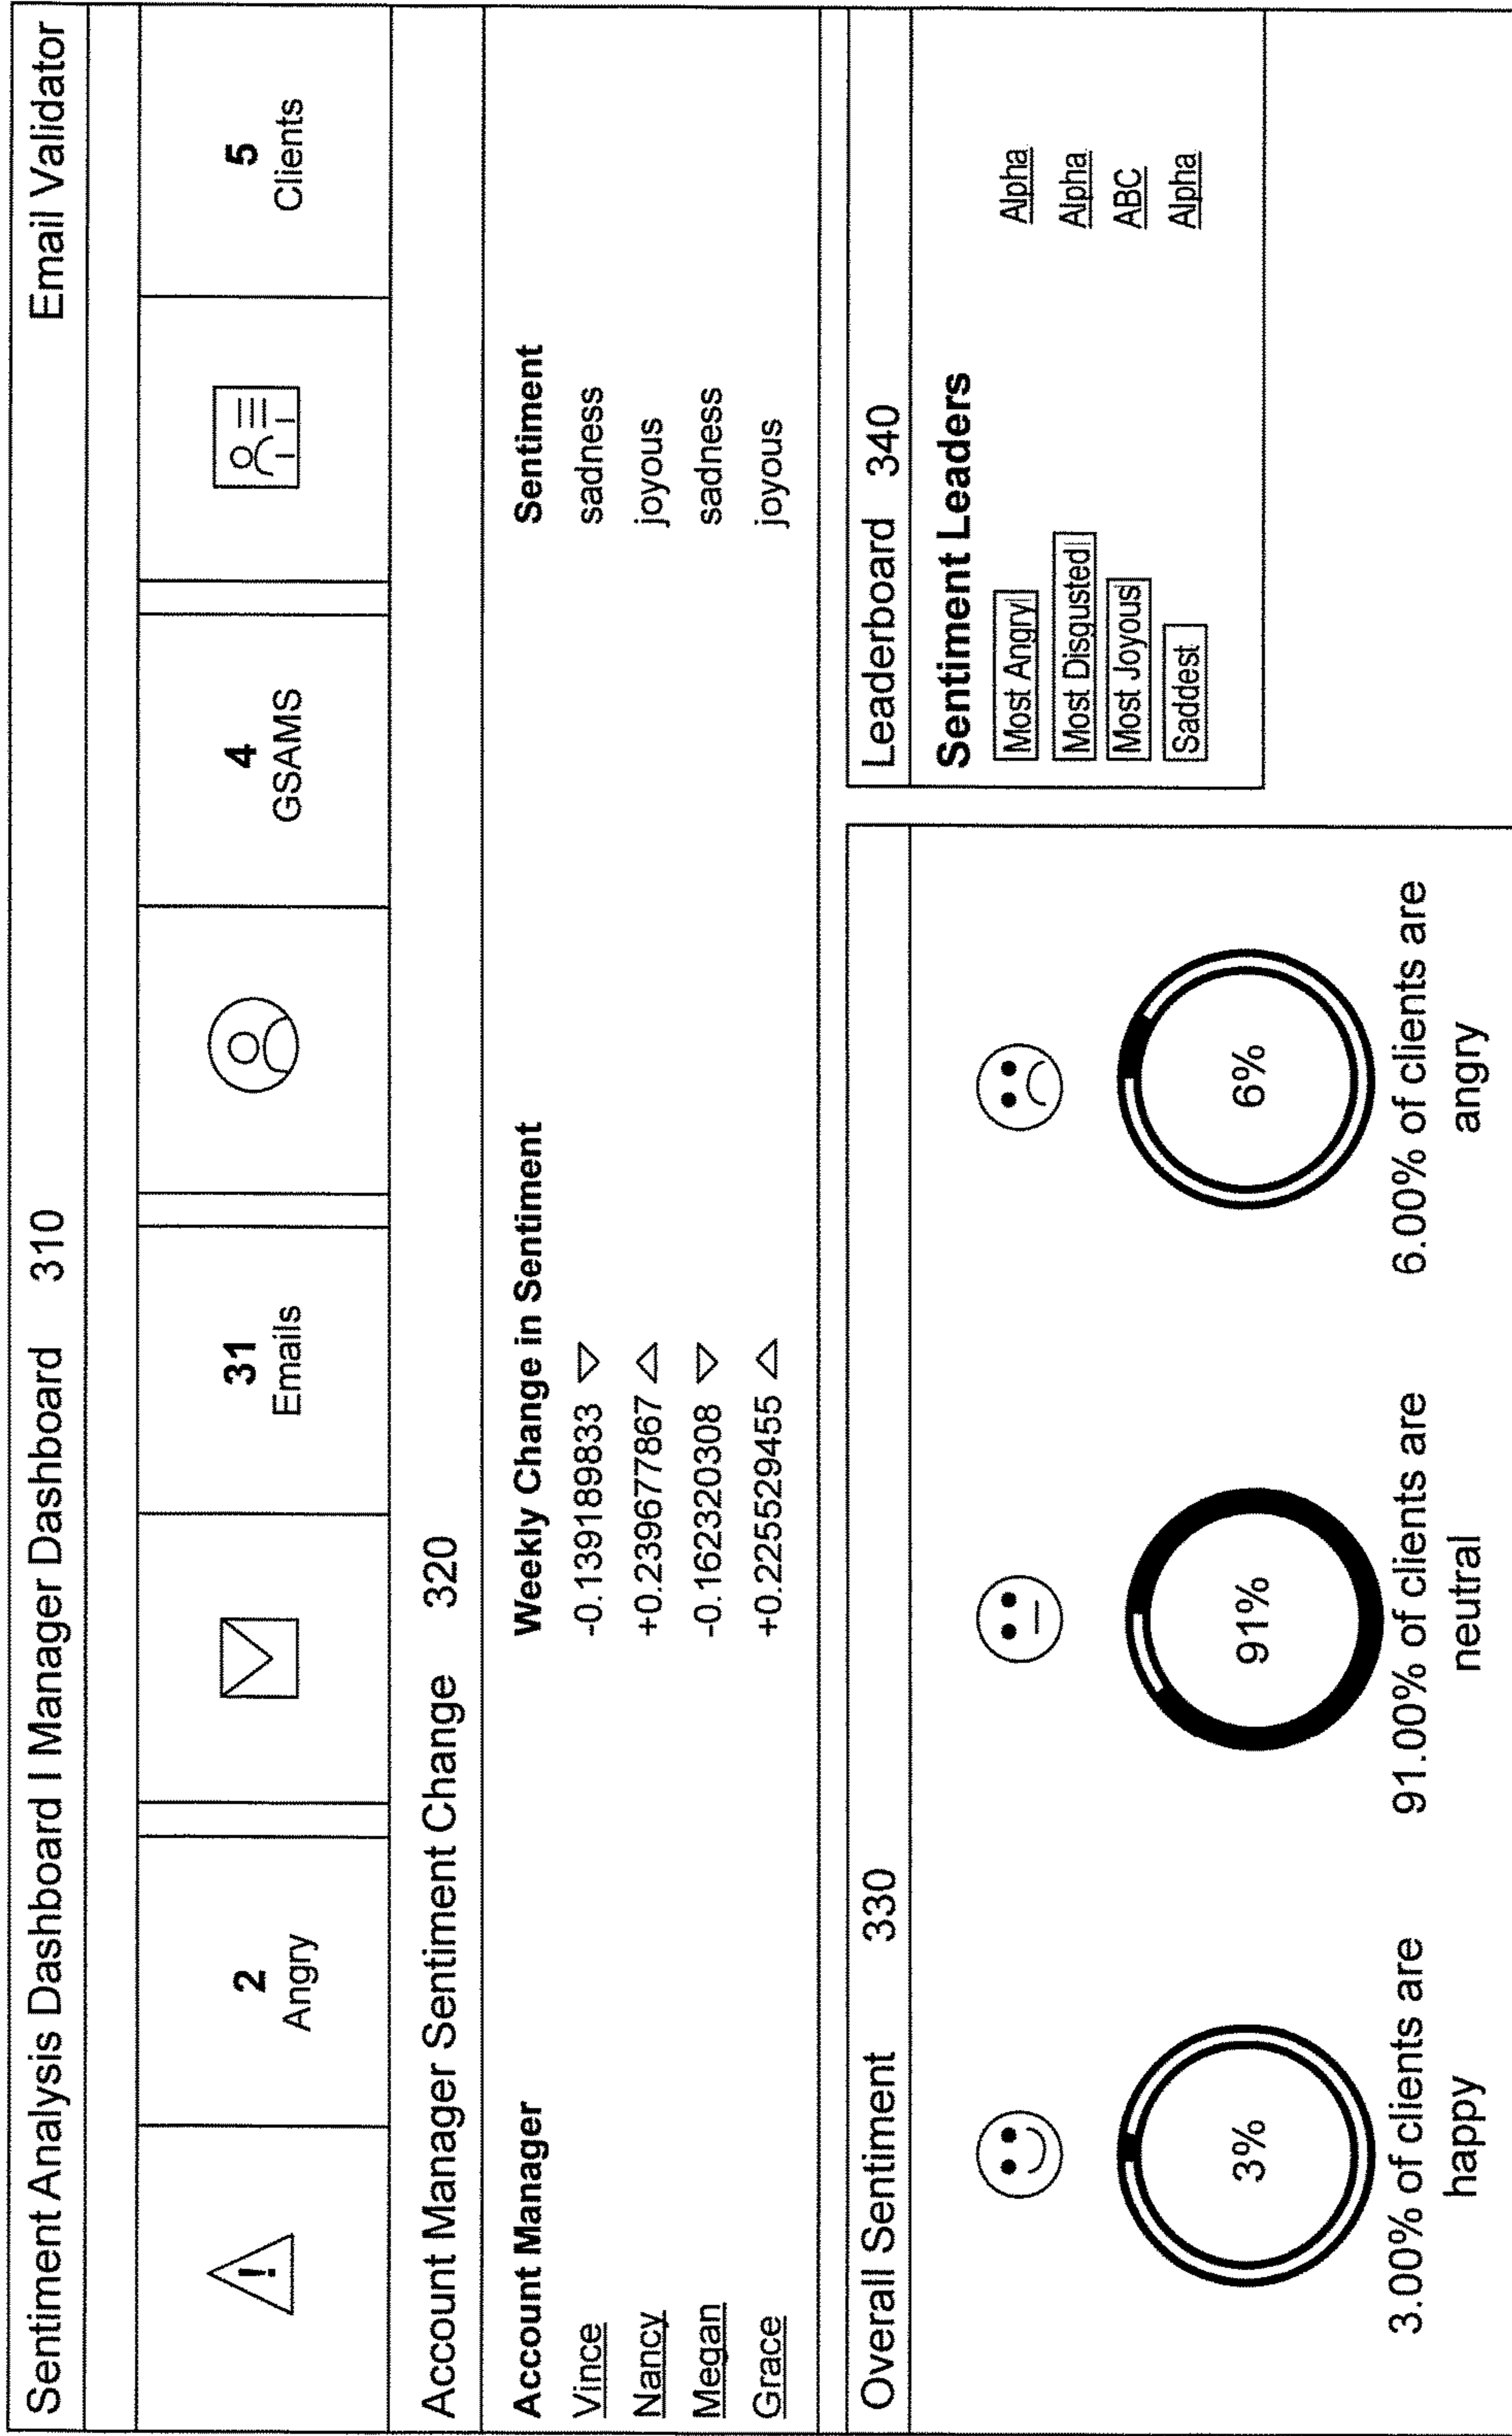 Sentiment Analysis Dashboard | Manager Dashboard 310 Email Validator
2
Angry
31
Emails
4
GSAMS
5
Clients
Account Manager Sentiment Change 320
Account Manager Weekly Change in Sentiment Sentiment
Vince -0.139189833 sadness
Nancy +0.239677867 joyous
Megan -0.162320308 sadness
Grace +0.225529455 joyous
Overall Sentiment 330
3%
3.00% of clients are
happy
91%
91.00% of clients are
neutral
6%
6.00% of clients are
angry
Leaderboard 340
Sentiment Leaders
Most Angry Alpha
Most Disgusted Alpha
Most Joyous ABC
Saddest Alpha